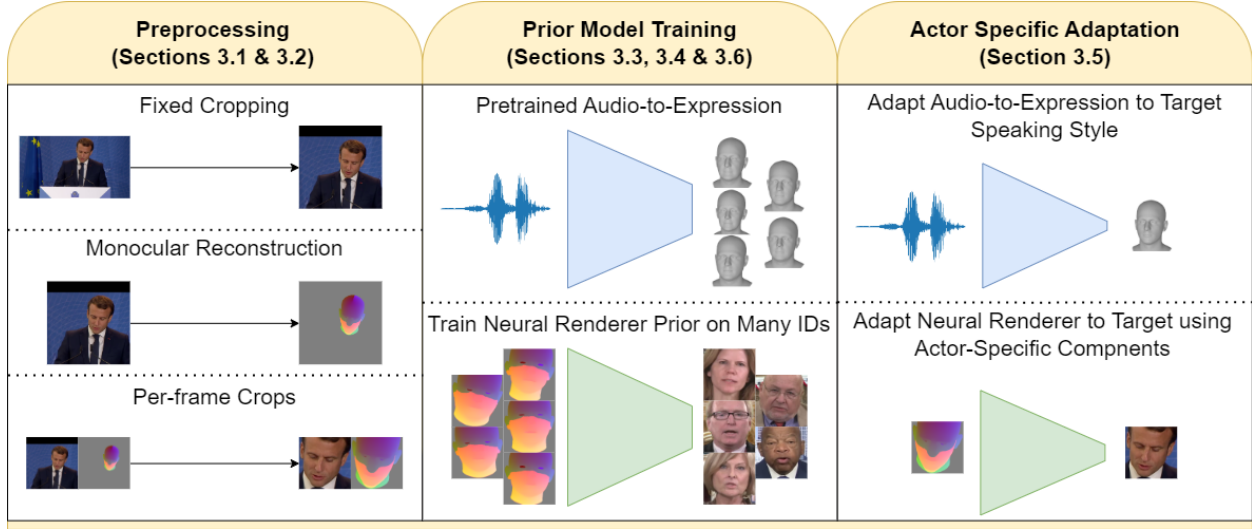 Preprocessing
(Sections 3.1 & 3.2)
Fixed Cropping
Monocular Reconstruction
Per-frame Crops
Prior Model Training
(Sections 3.3, 3.4 & 3.6)
Pretrained Audio-to-Expression
Train Neural Renderer Prior on Many IDs
Actor Specific Adaptation
(Section 3.5)
Adapt Audio-to-Expression to Target
Speaking Style
Adapt Neural Renderer to Target using
Actor-Specific Compnents